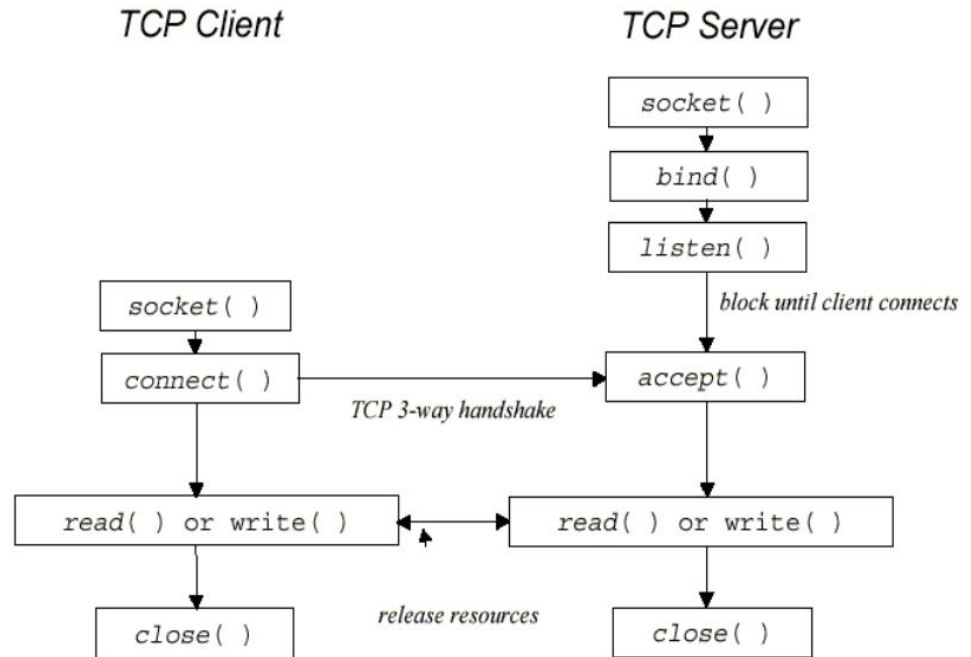 TCP Client
TCP Server
socket( )
bind( )
listen( )
block until client connects
socket( )
connect( )
accept( )
TCP 3-way handshake
read( ) or write( )
read( ) or write( )
release resources
close( )
close( )